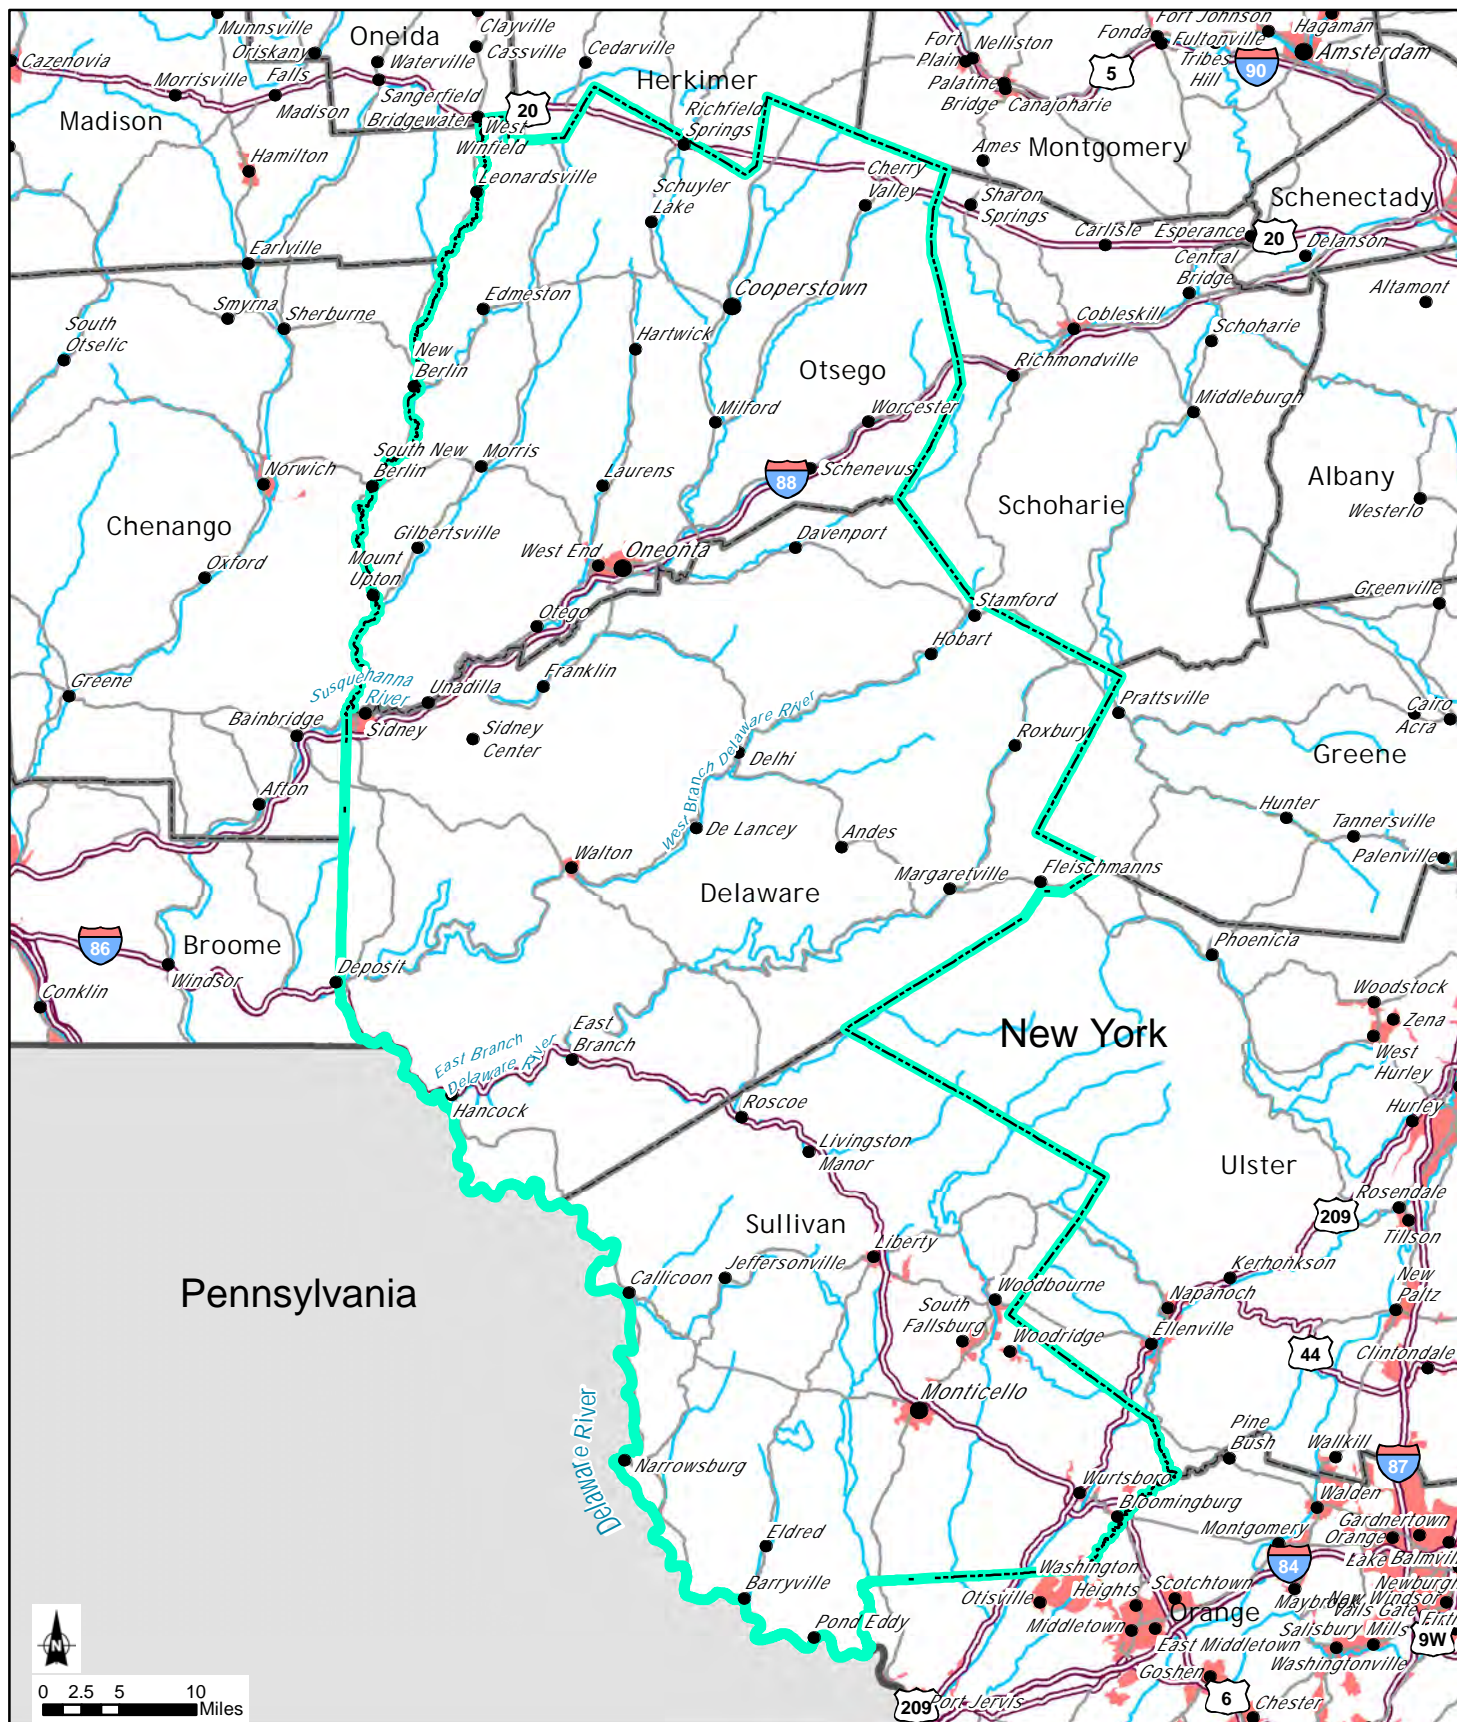 Munnsville
Oriskany
Falls
Oneida
Waterville
Clayville
Cassville
Cedarville
Herkimer
Fort
Plain
Nelliston
Palatine
Bridge
Canajoharie
5
Fonda
Fort Johnson
Fultonville
Tribes
Hill
90
Hagaman
Amsterdam
Cazenovia
Morrisville
Madison
Madison
Sangerfield
Bridgewater
20
West
Winfield
Richfield
Springs
Hamilton
Leonardsville
Schuyler
Lake
Cherry
Valley
Ames
Montgomery
Sharon
Springs
Schenectady
Carlisle
Esperance
20
Delanson
Central
Bridge
Earlville
Smyrna
Sherburne
South
Otselic
Edmeston
Cooperstown
Hartwick
Cobleskill
Altamont
Schoharie
New
Berlin
Otsego
Richmondville
Milford
Worcester
Middleburgh
Norwich
South New
Berlin
Morris
Laurens
88
Schenevus
Albany
Westerlo
Schoharie
Chenango
Gilbertsville
West End
Oneonta
Davenport
Oxford
Mount
Upton
Otego
Stamford
Hobart
Greenville
Greene
Susquehanna
River
Unadilla
Franklin
Bainbridge
Sidney
Sidney
Center
West Branch Delaware River
Prattsville
Cairo
Acra
Roxbury
Greene
Delhi
Afton
De Lancey
Andes
Hunter
Tannersville
Palenville
Walton
Margaretville
Fleischmanns
Delaware
86
Broome
Windsor
Deposit
Phoenicia
Conklin
Woodstock
Zena
West
Hurley
New York
East Branch
Delaware River
East
Branch
Hancock
Roscoe
Hurley
Livingston
Manor
Ulster
209
Rosendale
Tillson
Sullivan
Liberty
Jeffersonville
Kerhonkson
Pennsylvania
Callicoon
Woodbourne
Napanoch
New
Paltz
South
Fallsburg
Woodridge
Ellenville
44
Clintondale
Monticello
Delaware River
Pine
Bush
Wallkill
87
Narrowsburg
Wurtsboro
Bloomingburg
Walden
Montgomery
Gardnertown
Orange
Lake
Balmville
Eldred
Washington
Heights
84
Newburgh
Barryville
Otisville
Scotchtown
Maybrook
New Windsor
Vails Gate
Pond Eddy
Middletown
Orange
East Middletown
Salisbury Mills
Washingtonville
9W
Goshen
N
0 2.5 5 10
Miles
209
Port Jervis
6
Chester